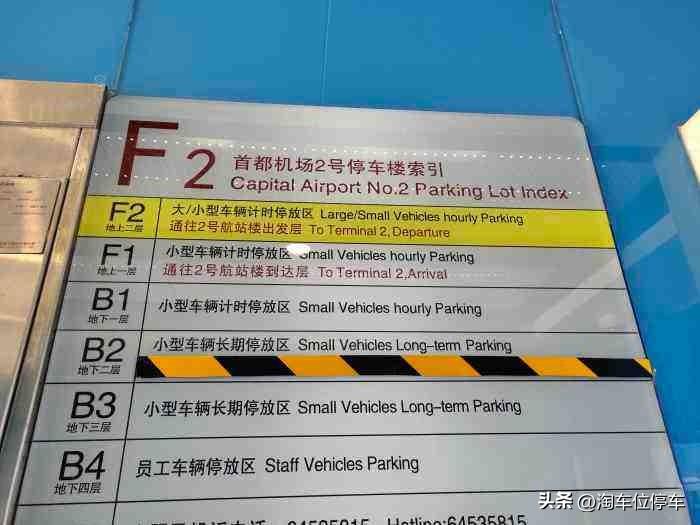 F2
首都机场2号停车楼索引
Capital Airport No.2 Parking Lot Index
F2
地上二层
大/小型车辆计时停放区 Large/Small Vehicles hourly Parking
通往2号航站楼出发层 To Terminal 2,Departure
F1
地上一层
小型车辆计时停放区 Small Vehicles hourly Parking
通往2号航站楼到达层 To Terminal 2,Arrival
B1
地下一层
小型车辆计时停放区 Small Vehicles hourly Parking
B2
地下二层
小型车辆长期停放区 Small Vehicles Long-term Parking
B3
地下三层
小型车辆长期停放区 Small Vehicles Long-term Parking
B4
地下四层
员工车辆停放区 Staff Vehicles Parking
Hotline:64535815
头条 @淘车位停车